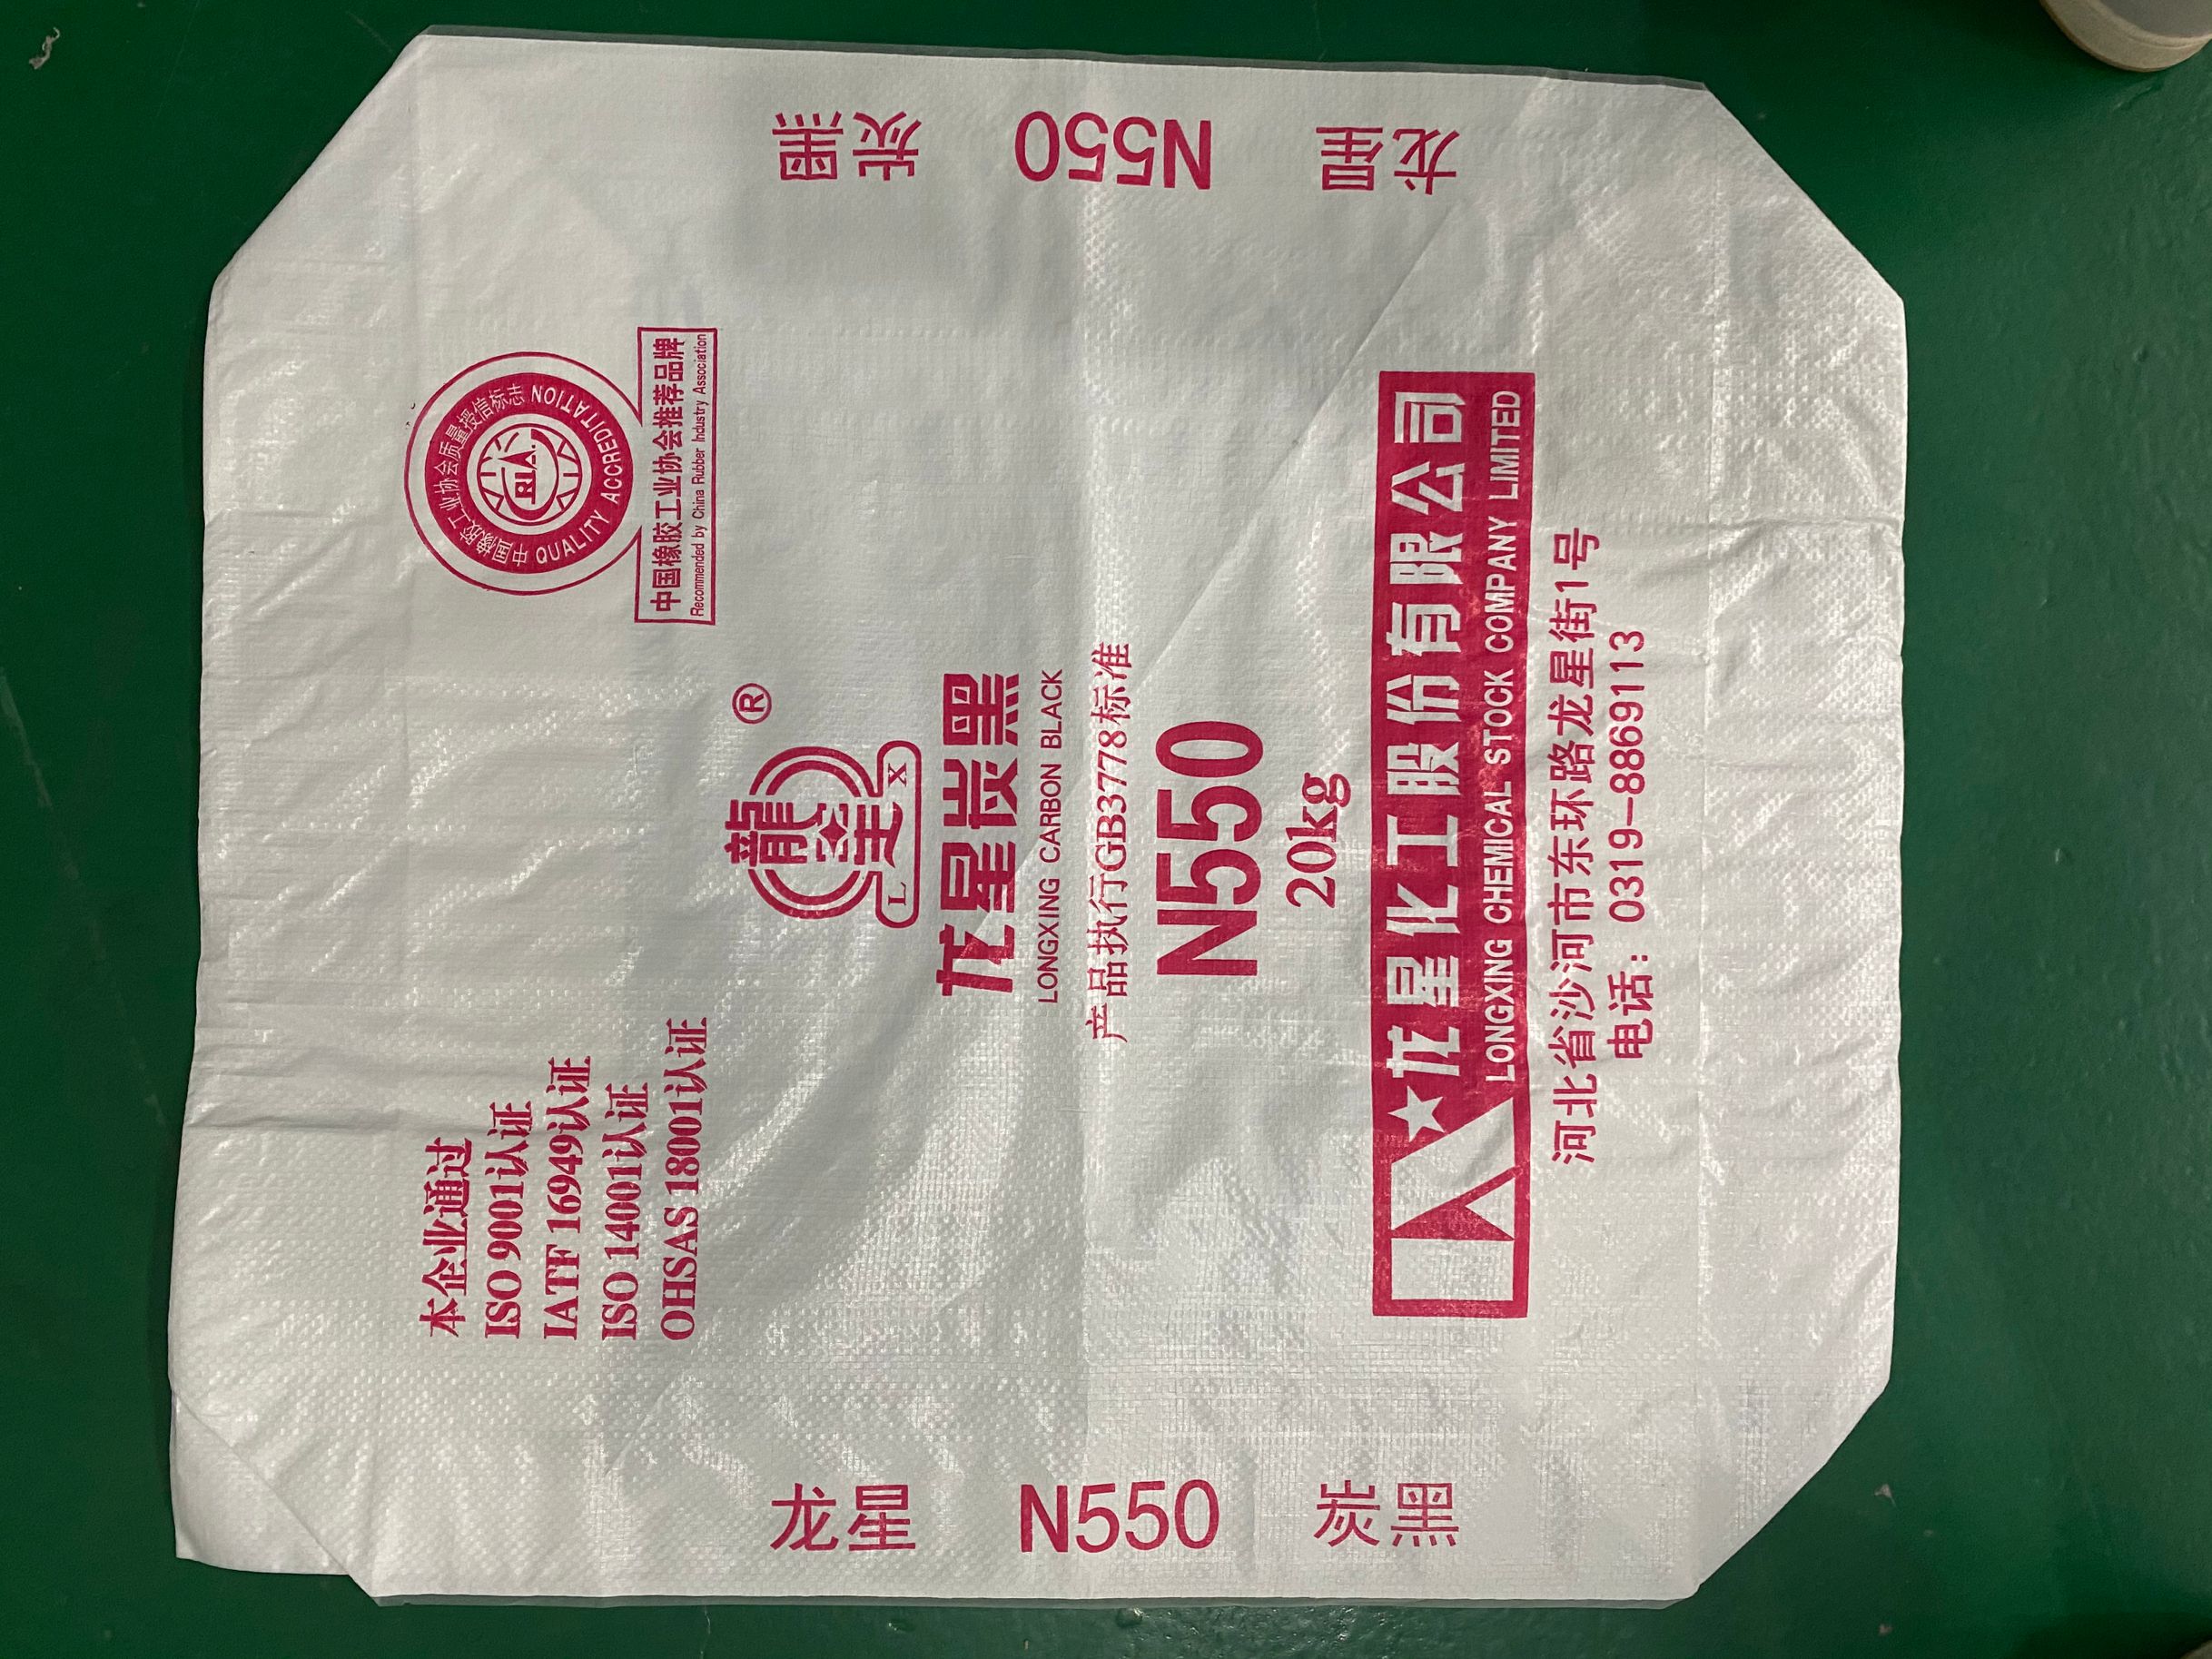 龙星 N550 炭黑
本企业通过
ISO 9001认证
IATF 16949认证
ISO 14001认证
OHSAS 18001认证
中国橡胶工业协会质量授信标志
QUALITY ACCREDITATION
CRIA
中国橡胶工业协会推荐品牌
Recommended by China Rubber Industry Association
®
龍星
L X
龙星炭黑
LONGXING CARBON BLACK
产品执行GB3778标准
N550
20kg
龙星化工股份有限公司
LONGXING CHEMICAL STOCK COMPANY LIMITED
河北省沙河市东环路龙星街1号
电话：0319-8869113
龙星 N550 炭黑